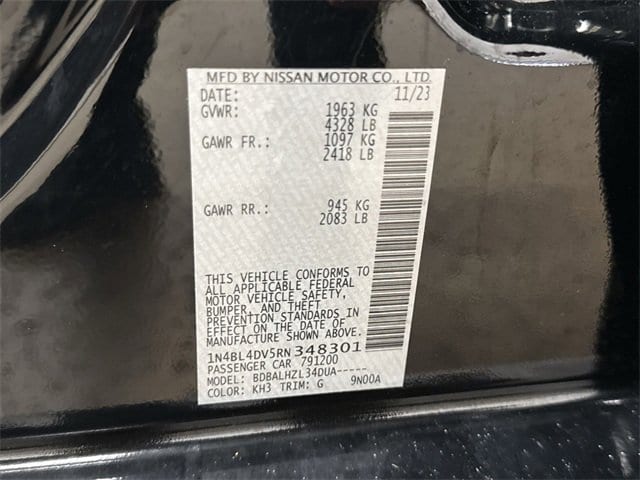 MFD BY NISSAN MOTOR CO., LTD.
DATE: 11/23
GVWR: 1963 KG
4328 LB
GAWR FR.: 1097 KG
2418 LB
GAWR RR.: 945 KG
2083 LB
THIS VEHICLE CONFORMS TO
ALL APPLICABLE FEDERAL
MOTOR VEHICLE SAFETY,
BUMPER, AND THEFT
PREVENTION STANDARDS IN
EFFECT ON THE DATE OF
MANUFACTURE SHOWN ABOVE.
1N4BL4DV5RN348301
PASSENGER CAR 791200
MODEL: BDBALHZL34DUA-----
COLOR: KH3 TRIM: G 9N00A